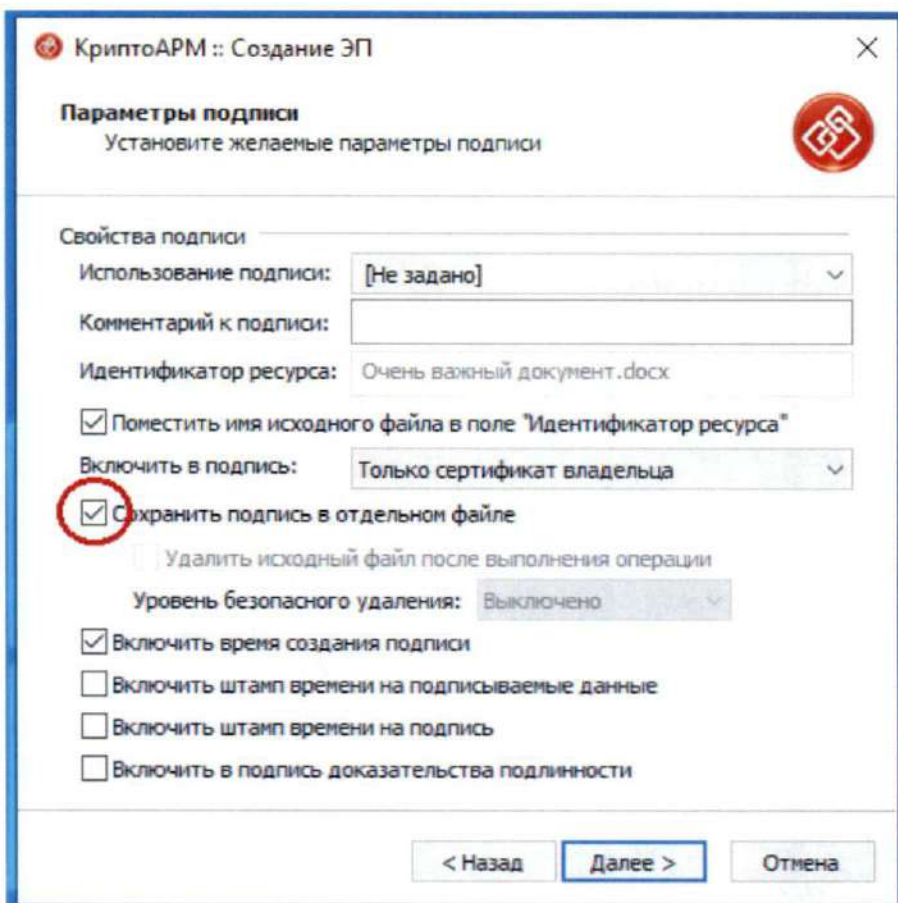 КриптоАРМ :: Создание ЭП
Параметры подписи
Установите желаемые параметры подписи
Свойства подписи
Использование подписи: [Не задано]
Комментарий к подписи:
Идентификатор ресурса: Очень важный документ.docx
Поместить имя исходного файла в поле "Идентификатор ресурса"
Включить в подпись: Только сертификат владельца
Сохранить подпись в отдельном файле
Удалить исходный файл после выполнения операции
Уровень безопасного удаления: Выключено
Включить время создания подписи
Включить штамп времени на подписываемые данные
Включить штамп времени на подпись
Включить в подпись доказательства подлинности
< Назад Далее > Отмена